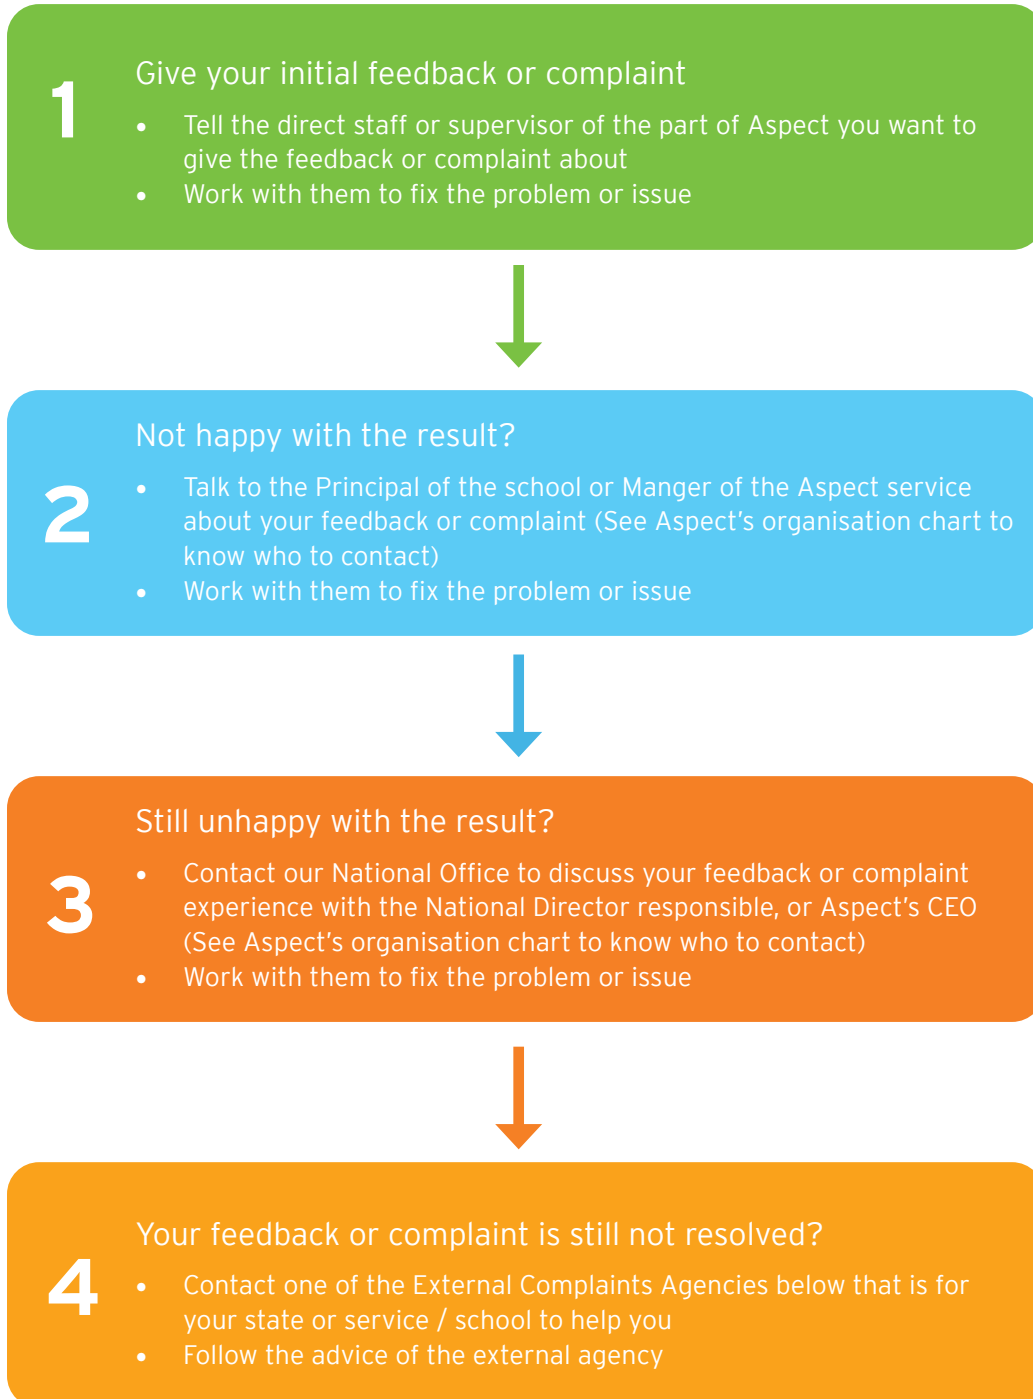 1
Give your initial feedback or complaint
• Tell the direct staff or supervisor of the part of Aspect you want to
give the feedback or complaint about
• Work with them to fix the problem or issue
2
Not happy with the result?
• Talk to the Principal of the school or Manger of the Aspect service
about your feedback or complaint (See Aspect's organisation chart to
know who to contact)
• Work with them to fix the problem or issue
3
Still unhappy with the result?
• Contact our National Office to discuss your feedback or complaint
experience with the National Director responsible, or Aspect's CEO
(See Aspect's organisation chart to know who to contact)
• Work with them to fix the problem or issue
4
Your feedback or complaint is still not resolved?
• Contact one of the External Complaints Agencies below that is for
your state or service / school to help you
• Follow the advice of the external agency